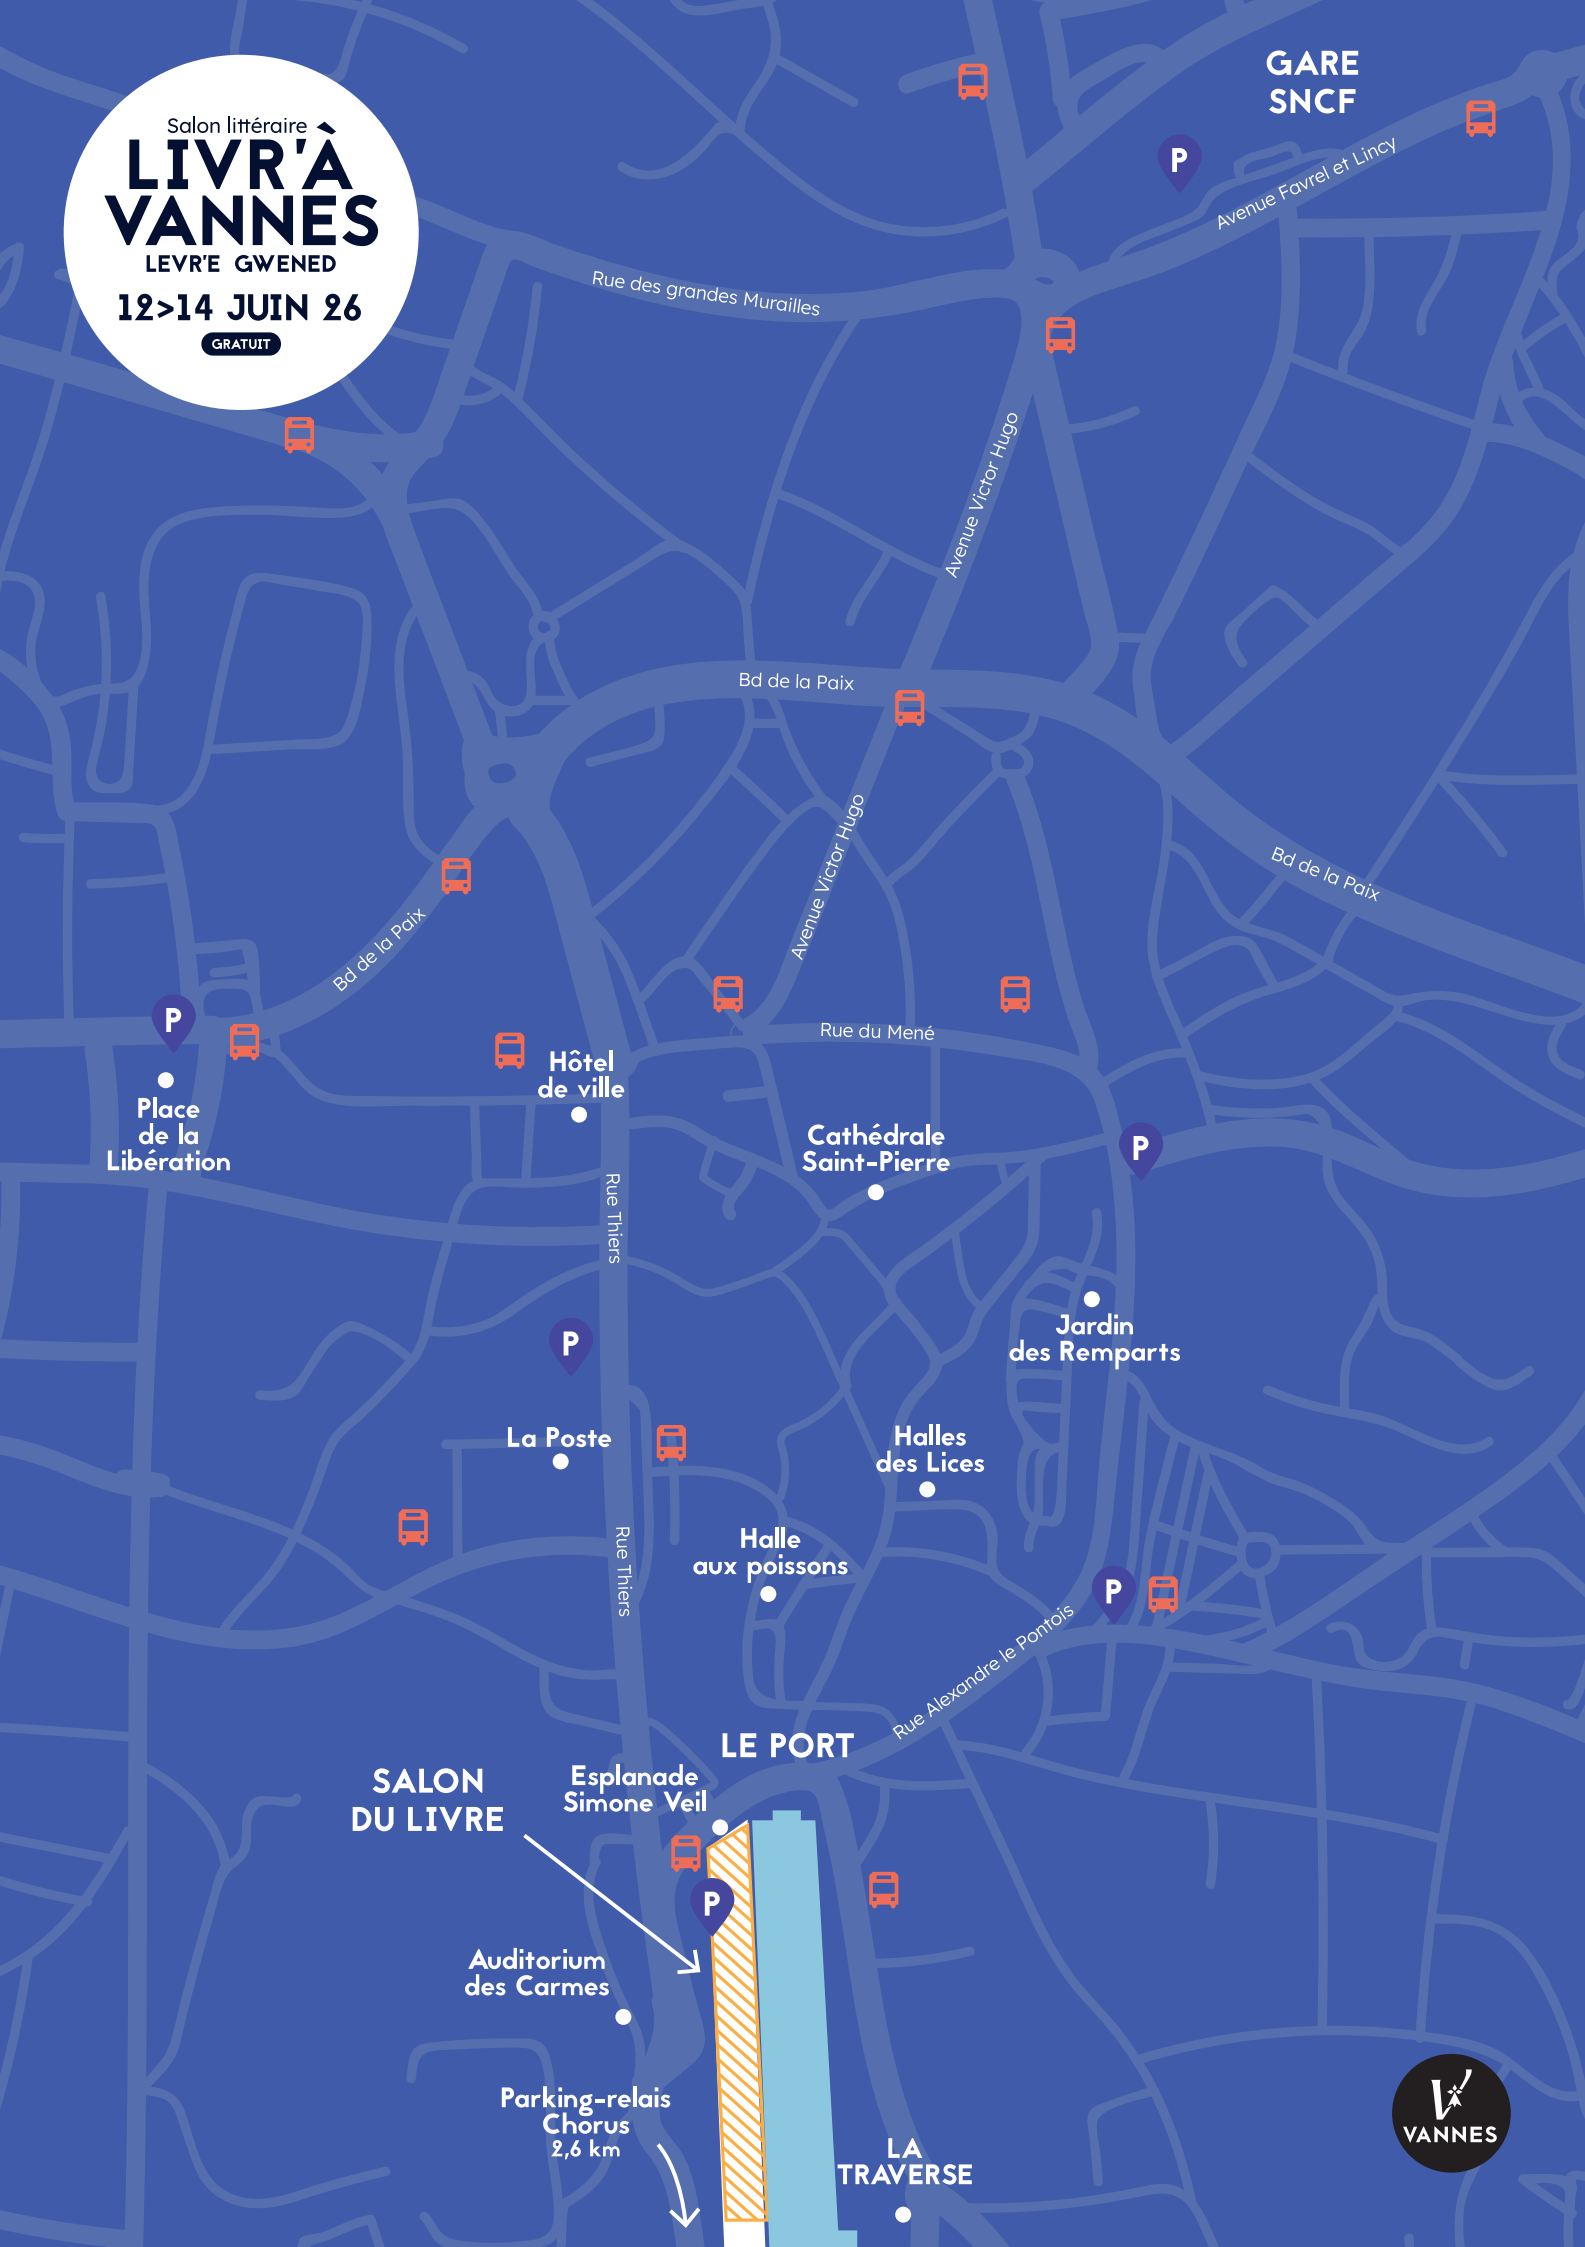 Salon littéraire
LIVR'À
VANNES
LEVR'E GWENED
12>14 JUIN 26
GRATUIT
GARE
SNCF
P
Avenue Favrel et Lincy
Rue des grandes Murailles
Avenue Victor Hugo
Bd de la Paix
Avenue Victor Hugo
Bd de la Paix
Bd de la Paix
P
Rue du Mené
Hôtel
de ville
Place
de la
Libération
Cathédrale
Saint-Pierre
P
Rue Thiers
P
Jardin
des Remparts
La Poste
Halles
des Lices
Halle
aux poissons
Rue Thiers
P
Rue Alexandre le Pontois
LE PORT
SALON
DU LIVRE
Esplanade
Simone Veil
P
Auditorium
des Carmes
Parking-relais
Chorus
2,6 km
LA
TRAVERSE
VANNES